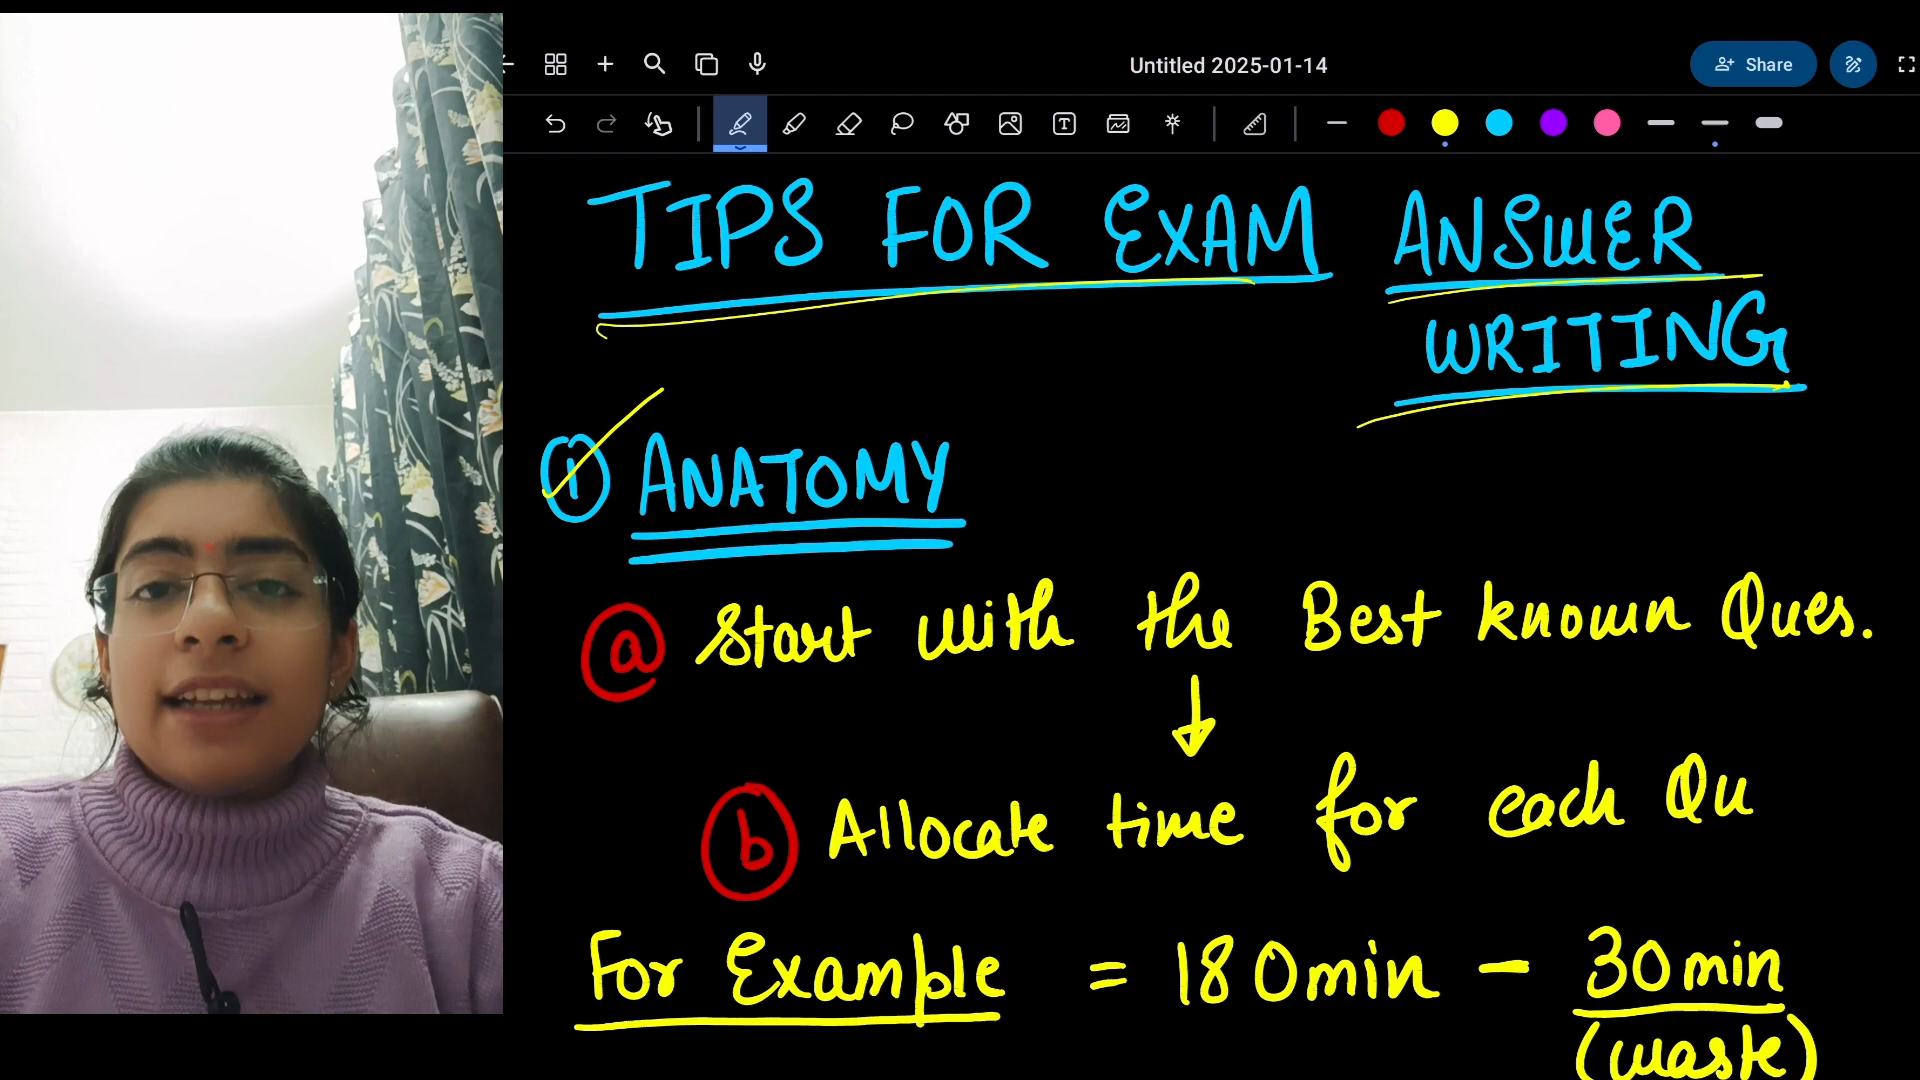 Untitled 2025-01-14
Share
TIPS FOR EXAM ANSWER
WRITING
1 ANATOMY
a Start with the Best known Ques.
b Allocate time for each Qu
For Example = 180min - 30min
(waste)